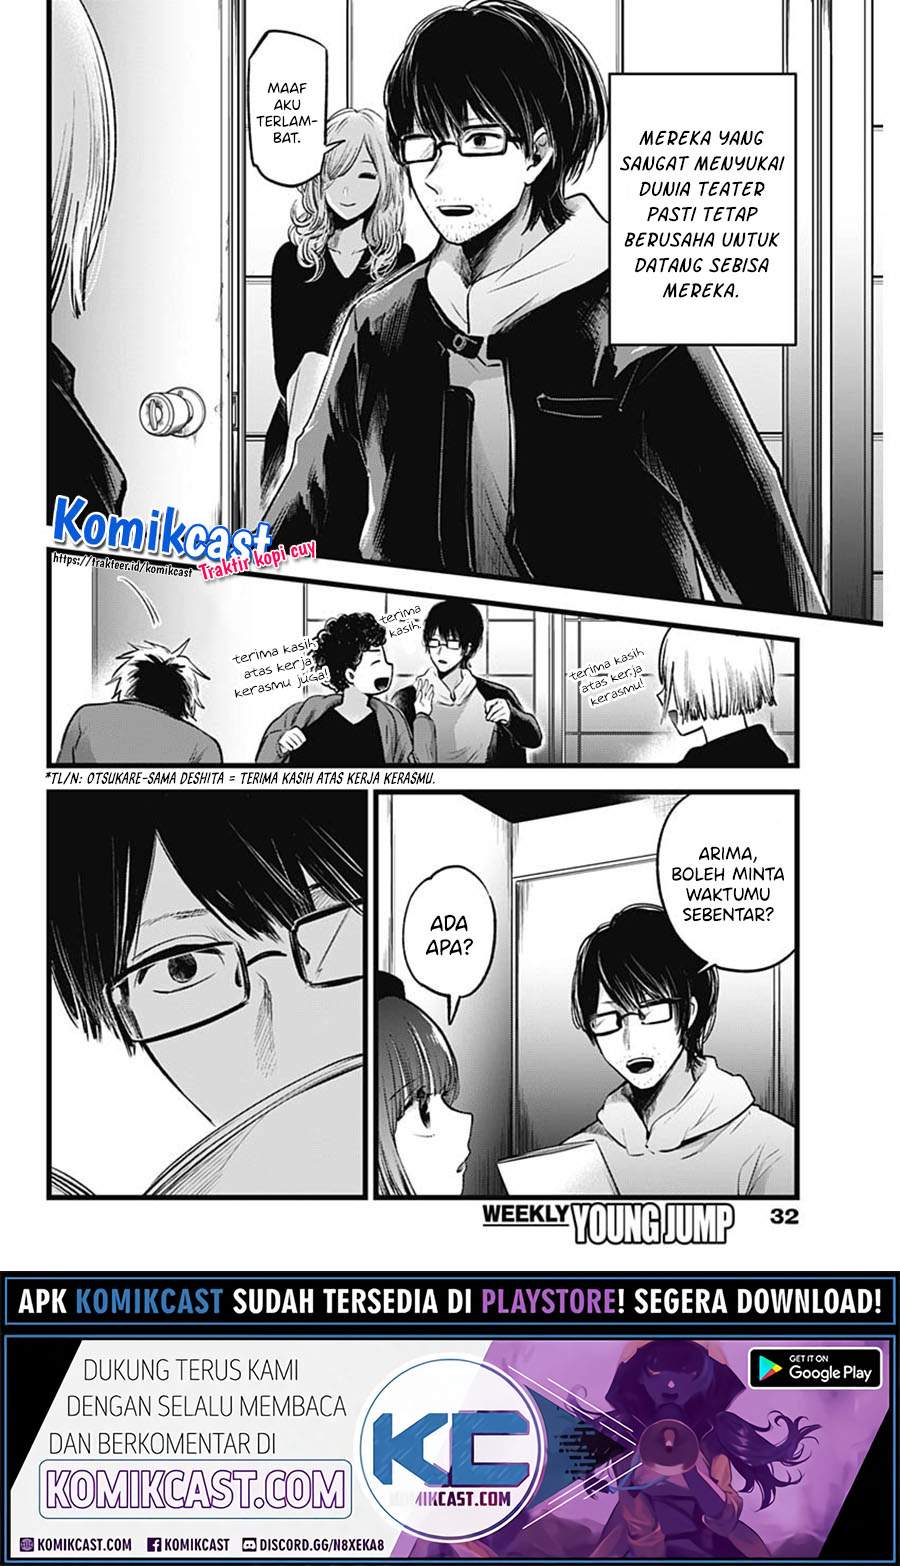 MAAF
AKU
TERLAM-
BAT.
MEREKA YANG
SANGAT MENYUKAI
DUNIA TEATER
PASTI TETAP
BERUSAHA UNTUK
DATANG SEBISA
MEREKA.
Komikcast
https://trakteer.id/komikcast
Traktir kopi cuy
terima kasih
atas kerja
kerasmu juga!
terima
kasih.
terima kasih
atas kerja
kerasmu!
*TL/N: OTSUKARE-SAMA DESHITA = TERIMA KASIH ATAS KERJA KERASMU.
ARIMA,
BOLEH MINTA
WAKTUMU
SEBENTAR?
ADA
APA?
WEEKLY YOUNG JUMP 32
APK KOMIKCAST SUDAH TERSEDIA DI PLAYSTORE! SEGERA DOWNLOAD!
DUKUNG TERUS KAMI
DENGAN SELALU MEMBACA
DAN BERKOMENTAR DI
KOMIKCAST.COM
KC
KOMIKCAST.COM
GET IT ON
Google Play
KOMIKCAST.COM KOMIKCAST DISCORD.GG/N8XEKA8